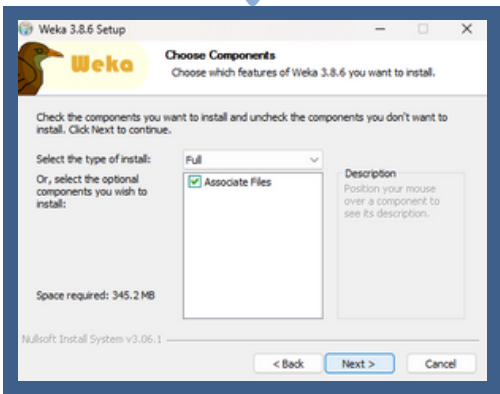 Weka 3.8.6 Setup
Weka
Choose Components
Choose which features of Weka 3.8.6 you want to install.
Check the components you want to install and uncheck the components you don't want to
install. Click Next to continue.
Select the type of install:
Full
Or, select the optional
components you wish to
install:
Associate Files
Description
Position your mouse
over a component to
see its description.
Space required: 345.2 MB
Nullsoft Install System v3.06.1
< Back
Next >
Cancel